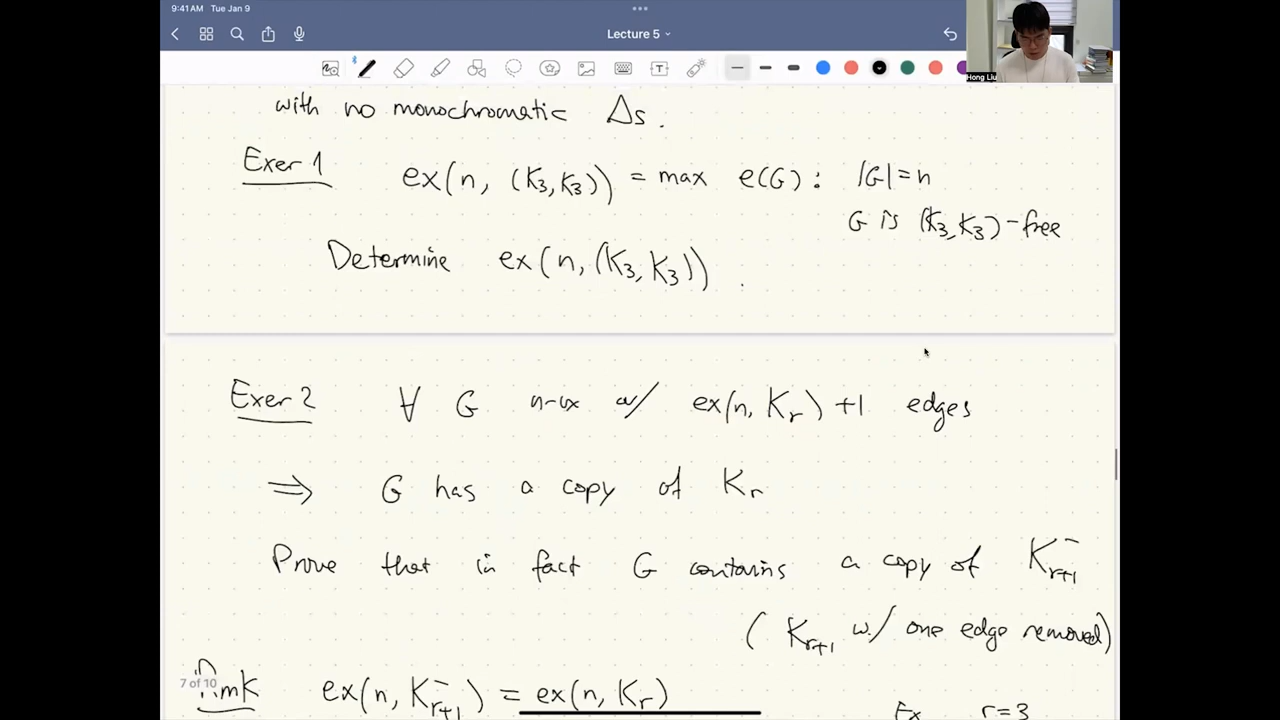 9:41 AM Tue Jan 9
Lecture 5
Hong Liu
with no monochromatic Δs.
Exer 1 ex(n, (K₃,K₃)) = max e(G) : |G|=n
G is (K₃,K₃)-free
Determine ex(n, (K₃,K₃)).
Exer 2 ∀ G n-vx w/ ex(n, Kᵣ) +1 edges
⇒ G has a copy of Kᵣ
Prove that in fact G contains a copy of Kᵣ₊₁⁻
( Kᵣ₊₁ w/ one edge removed)
7 of 10
Rmk ex(n, Kᵣ₊₁⁻) = ex(n, Kᵣ)
Ex r=3